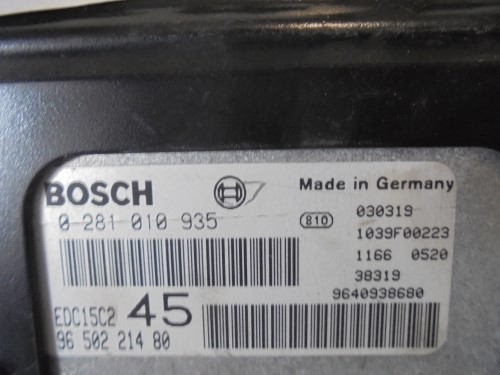 BOSCH
Made in Germany
0 281 010 935
810
030319
1039F00223
1166 0520
38319
9640938680
EDC15C2 45
96 502 214 80